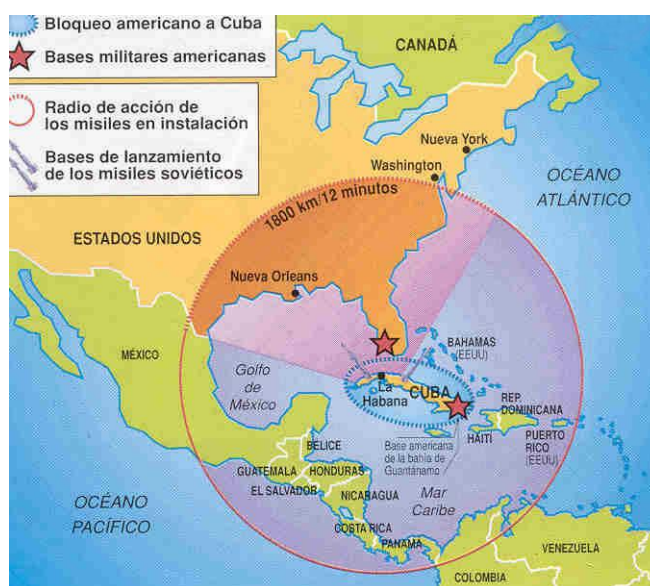 Bloqueo americano a Cuba
Bases militares americanas
Radio de acción de
los misiles en instalación
Bases de lanzamiento
de los misiles soviéticos
CANADÁ
Nueva York
Washington
OCÉANO
ATLÁNTICO
1800 km/12 minutos
ESTADOS UNIDOS
Nueva Orleans
MÉXICO
Golfo
de
México
BAHAMAS
(EEUU)
La
Habana
CUBA
REP.
DOMINICANA
HAITÍ
PUERTO
RICO
(EEUU)
Base americana
de la bahía de
Guantánamo
BELICE
GUATEMALA
HONDURAS
EL SALVADOR
NICARAGUA
Mar
Caribe
OCÉANO
PACÍFICO
COSTA RICA
PANAMÁ
VENEZUELA
COLOMBIA